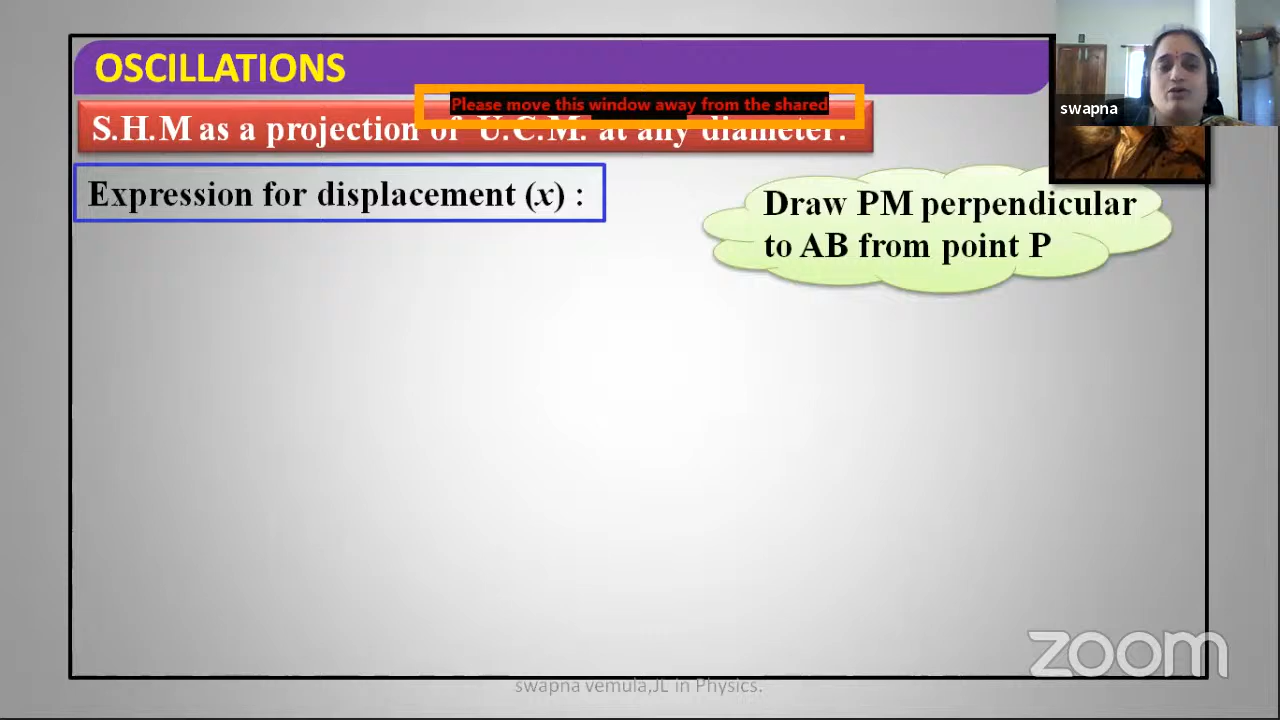 OSCILLATIONS
Please move this window away from the shared
S.H.M as a projection of U.C.M. at any diameter.
swapna
Expression for displacement (x) :
Draw PM perpendicular
to AB from point P
zoom
swapna vemula,JL in Physics.